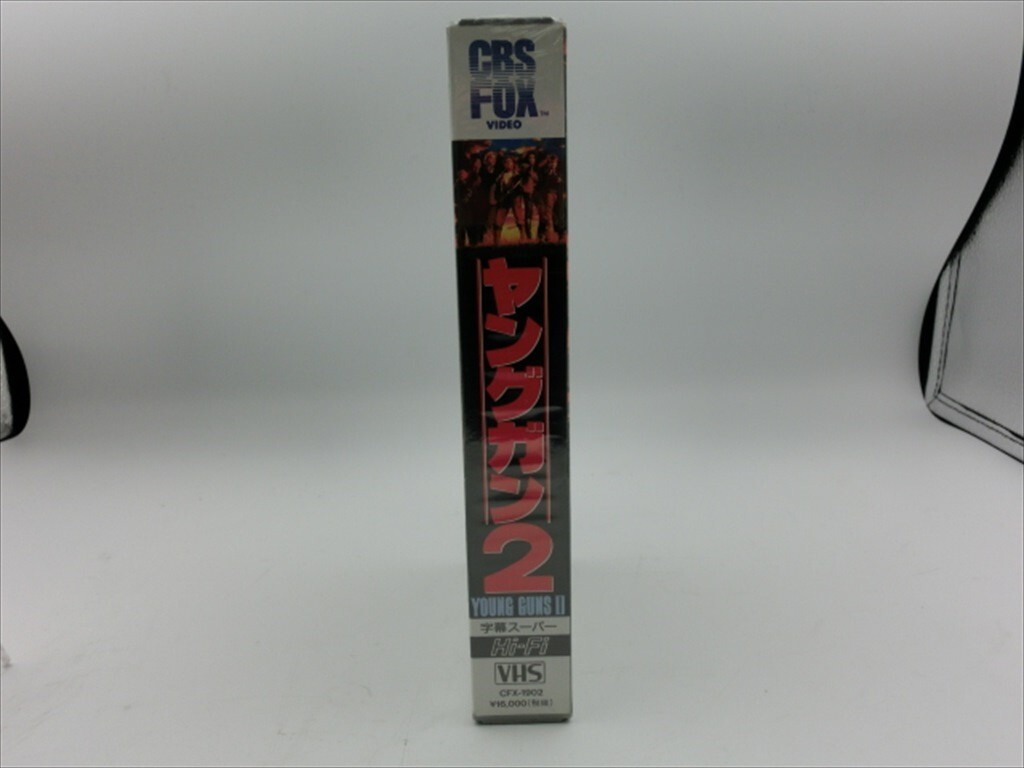 CBS
FOX™
VIDEO
ヤングガン
2
YOUNG GUNS II
字幕スーパー
Hi-Fi
VHS
CFX-1902
¥16,000(税抜)